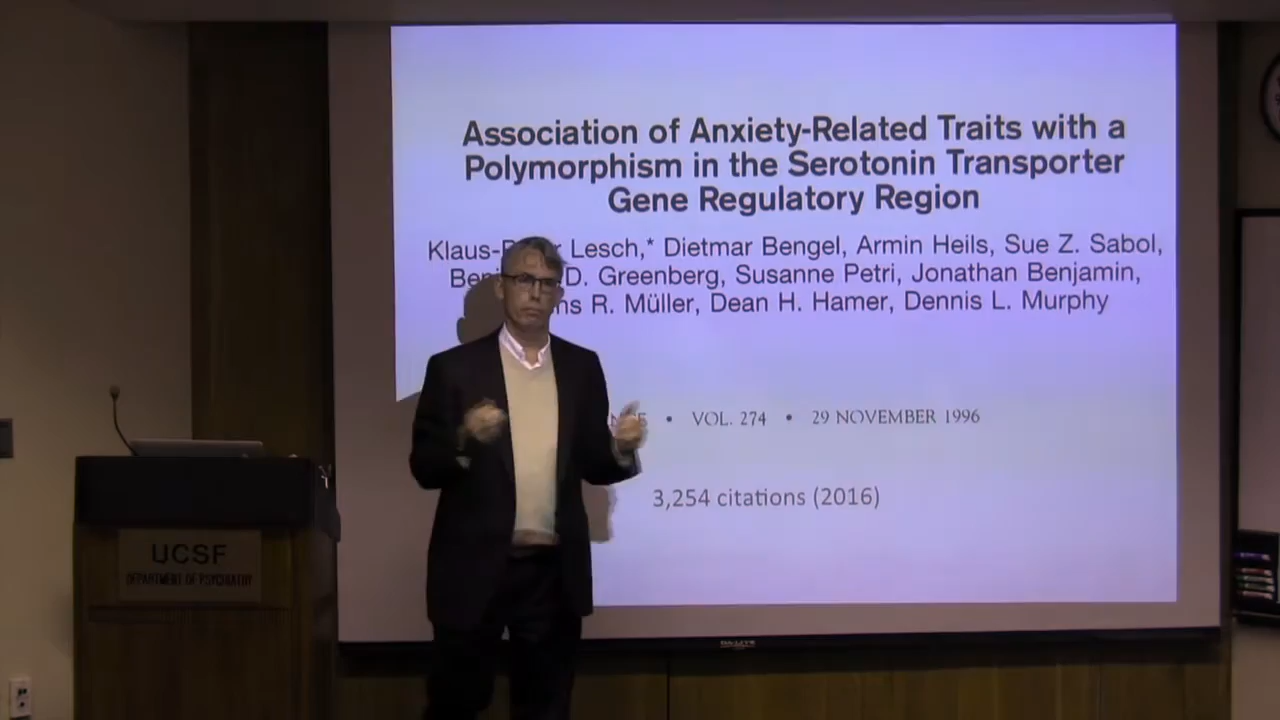 Association of Anxiety-Related Traits with a
Polymorphism in the Serotonin Transporter
Gene Regulatory Region
Lesch,* Dietmar Bengel, Armin Heils, Sue Z. Sabol,
D. Greenberg, Susanne Petri, Jonathan Benjamin,
R. Müller, Dean H. Hamer, Dennis L. Murphy
• VOL. 274 • 29 NOVEMBER 1996
3,254 citations (2016)
UCSF
DEPARTMENT OF PSYCHIATRY
DA-LITE